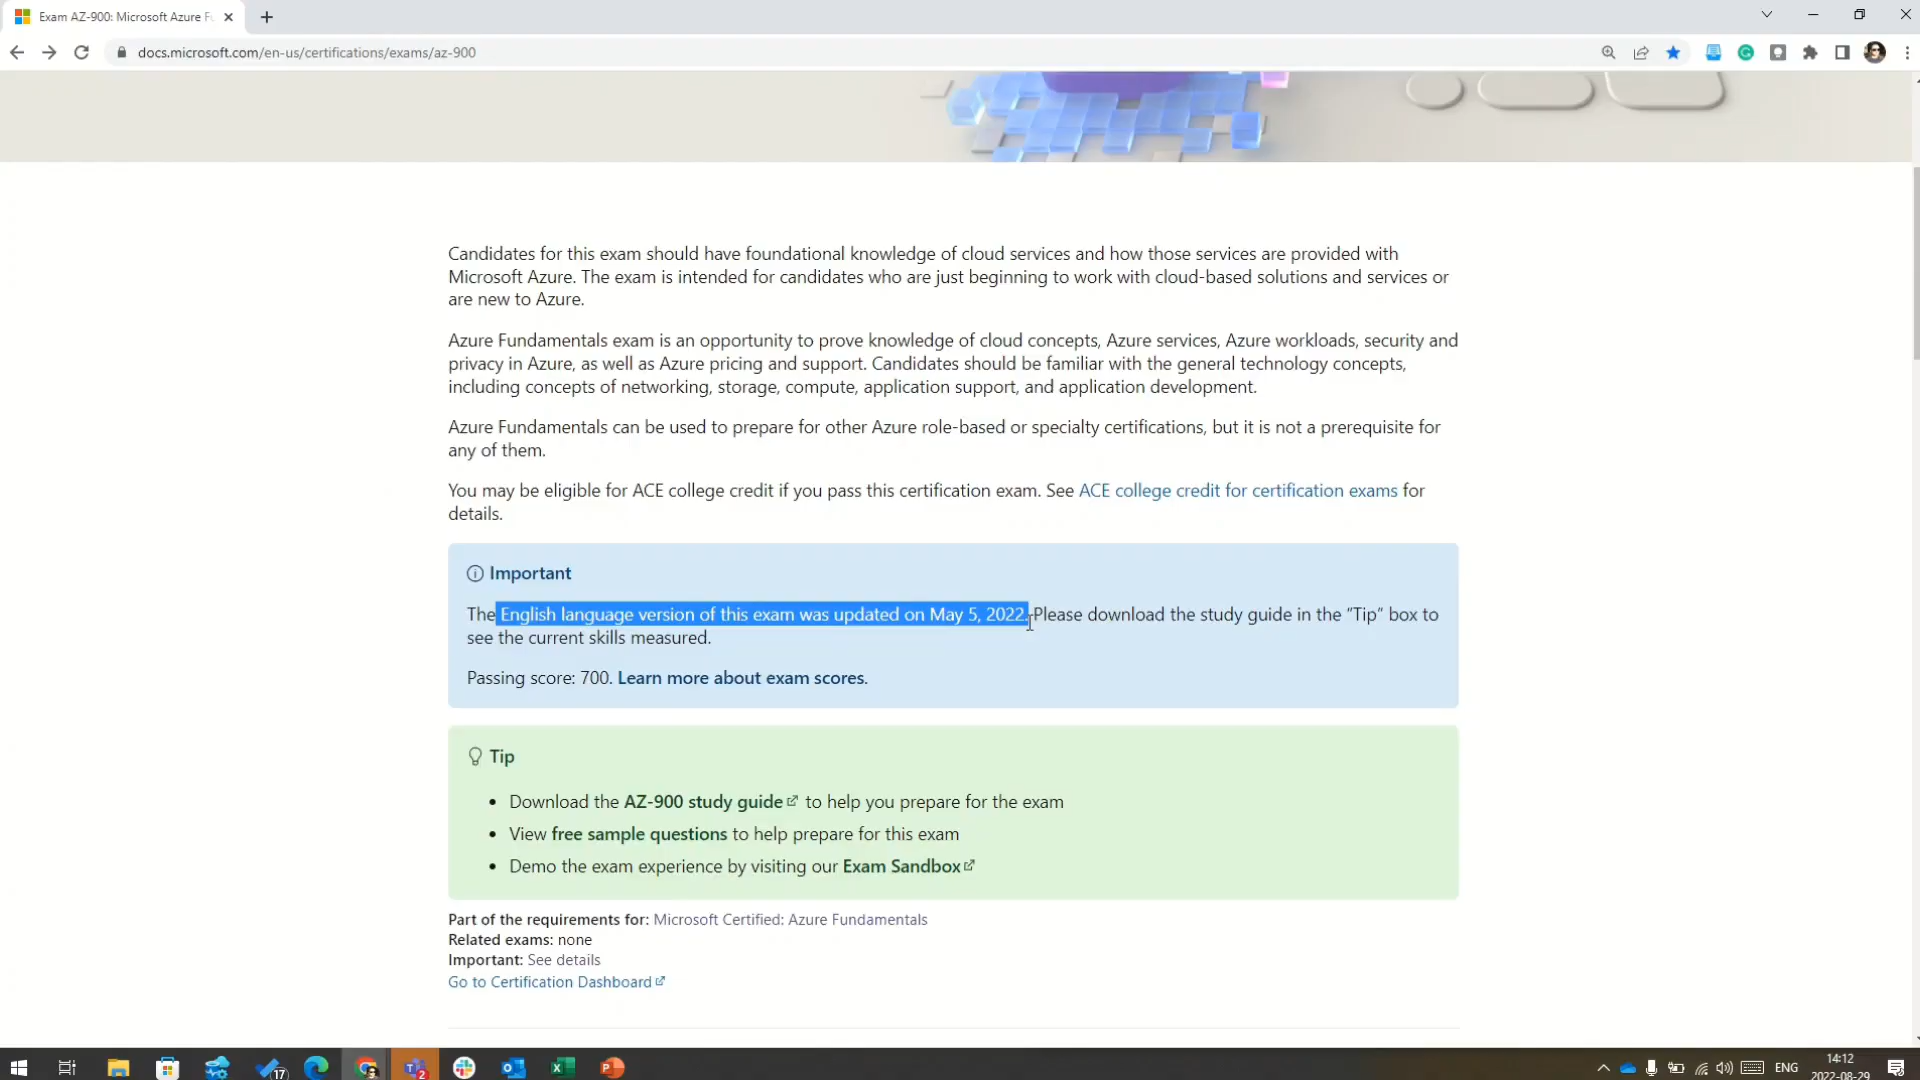 Exam AZ-900: Microsoft Azure Fu
docs.microsoft.com/en-us/certifications/exams/az-900
Candidates for this exam should have foundational knowledge of cloud services and how those services are provided with
Microsoft Azure. The exam is intended for candidates who are just beginning to work with cloud-based solutions and services or
are new to Azure.
Azure Fundamentals exam is an opportunity to prove knowledge of cloud concepts, Azure services, Azure workloads, security and
privacy in Azure, as well as Azure pricing and support. Candidates should be familiar with the general technology concepts,
including concepts of networking, storage, compute, application support, and application development.
Azure Fundamentals can be used to prepare for other Azure role-based or specialty certifications, but it is not a prerequisite for
any of them.
You may be eligible for ACE college credit if you pass this certification exam. See ACE college credit for certification exams for
details.
Important
The English language version of this exam was updated on May 5, 2022. Please download the study guide in the “Tip” box to
see the current skills measured.
Passing score: 700. Learn more about exam scores.
Tip
• Download the AZ-900 study guide to help you prepare for the exam
• View free sample questions to help prepare for this exam
• Demo the exam experience by visiting our Exam Sandbox
Part of the requirements for: Microsoft Certified: Azure Fundamentals
Related exams: none
Important: See details
Go to Certification Dashboard
17
2
ENG
14:12
2022-08-29